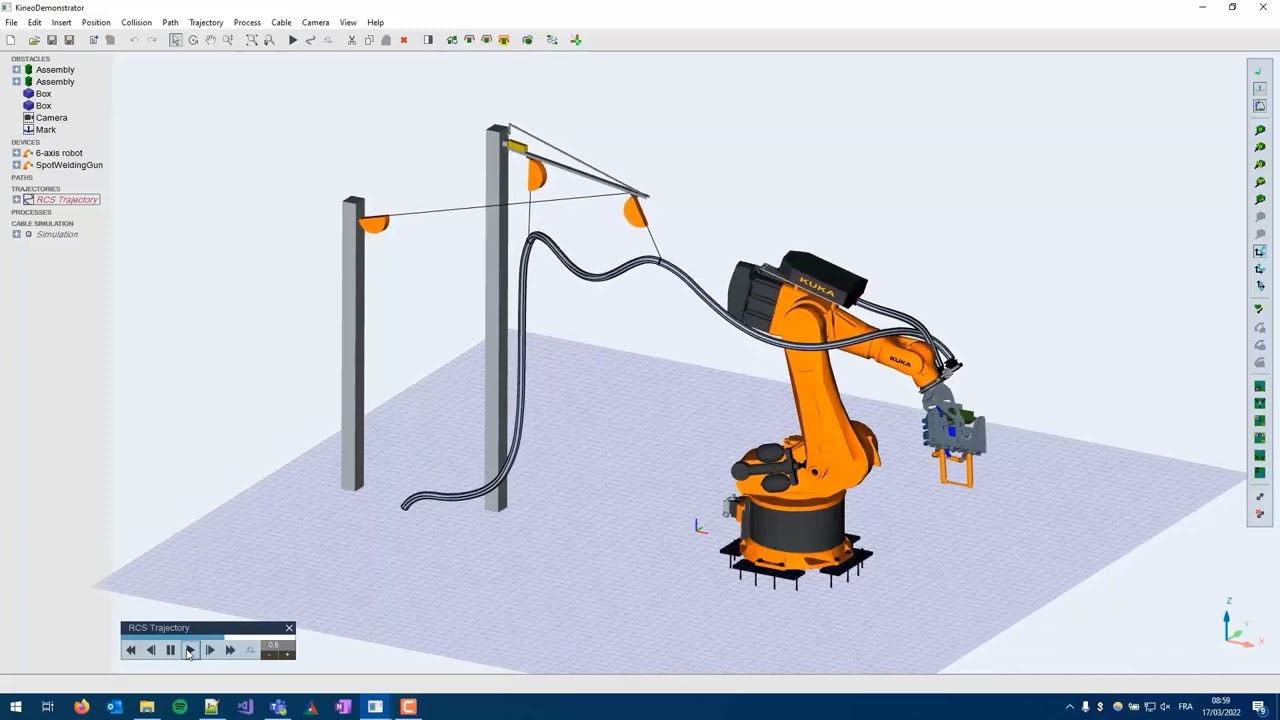 KineoDemonstrator
File Edit Insert Position Collision Path Trajectory Process Cable Camera View Help
OBSTACLES
Assembly
Assembly
Box
Box
Camera
Mark
DEVICES
6-axis robot
SpotWeldingGun
PATHS
TRAJECTORIES
RCS Trajectory
PROCESSES
CABLE SIMULATION
Simulation
KUKA
KUKA
RCS Trajectory
0.6
- +
Z
Y
X
FRA
08:59
17/03/2022